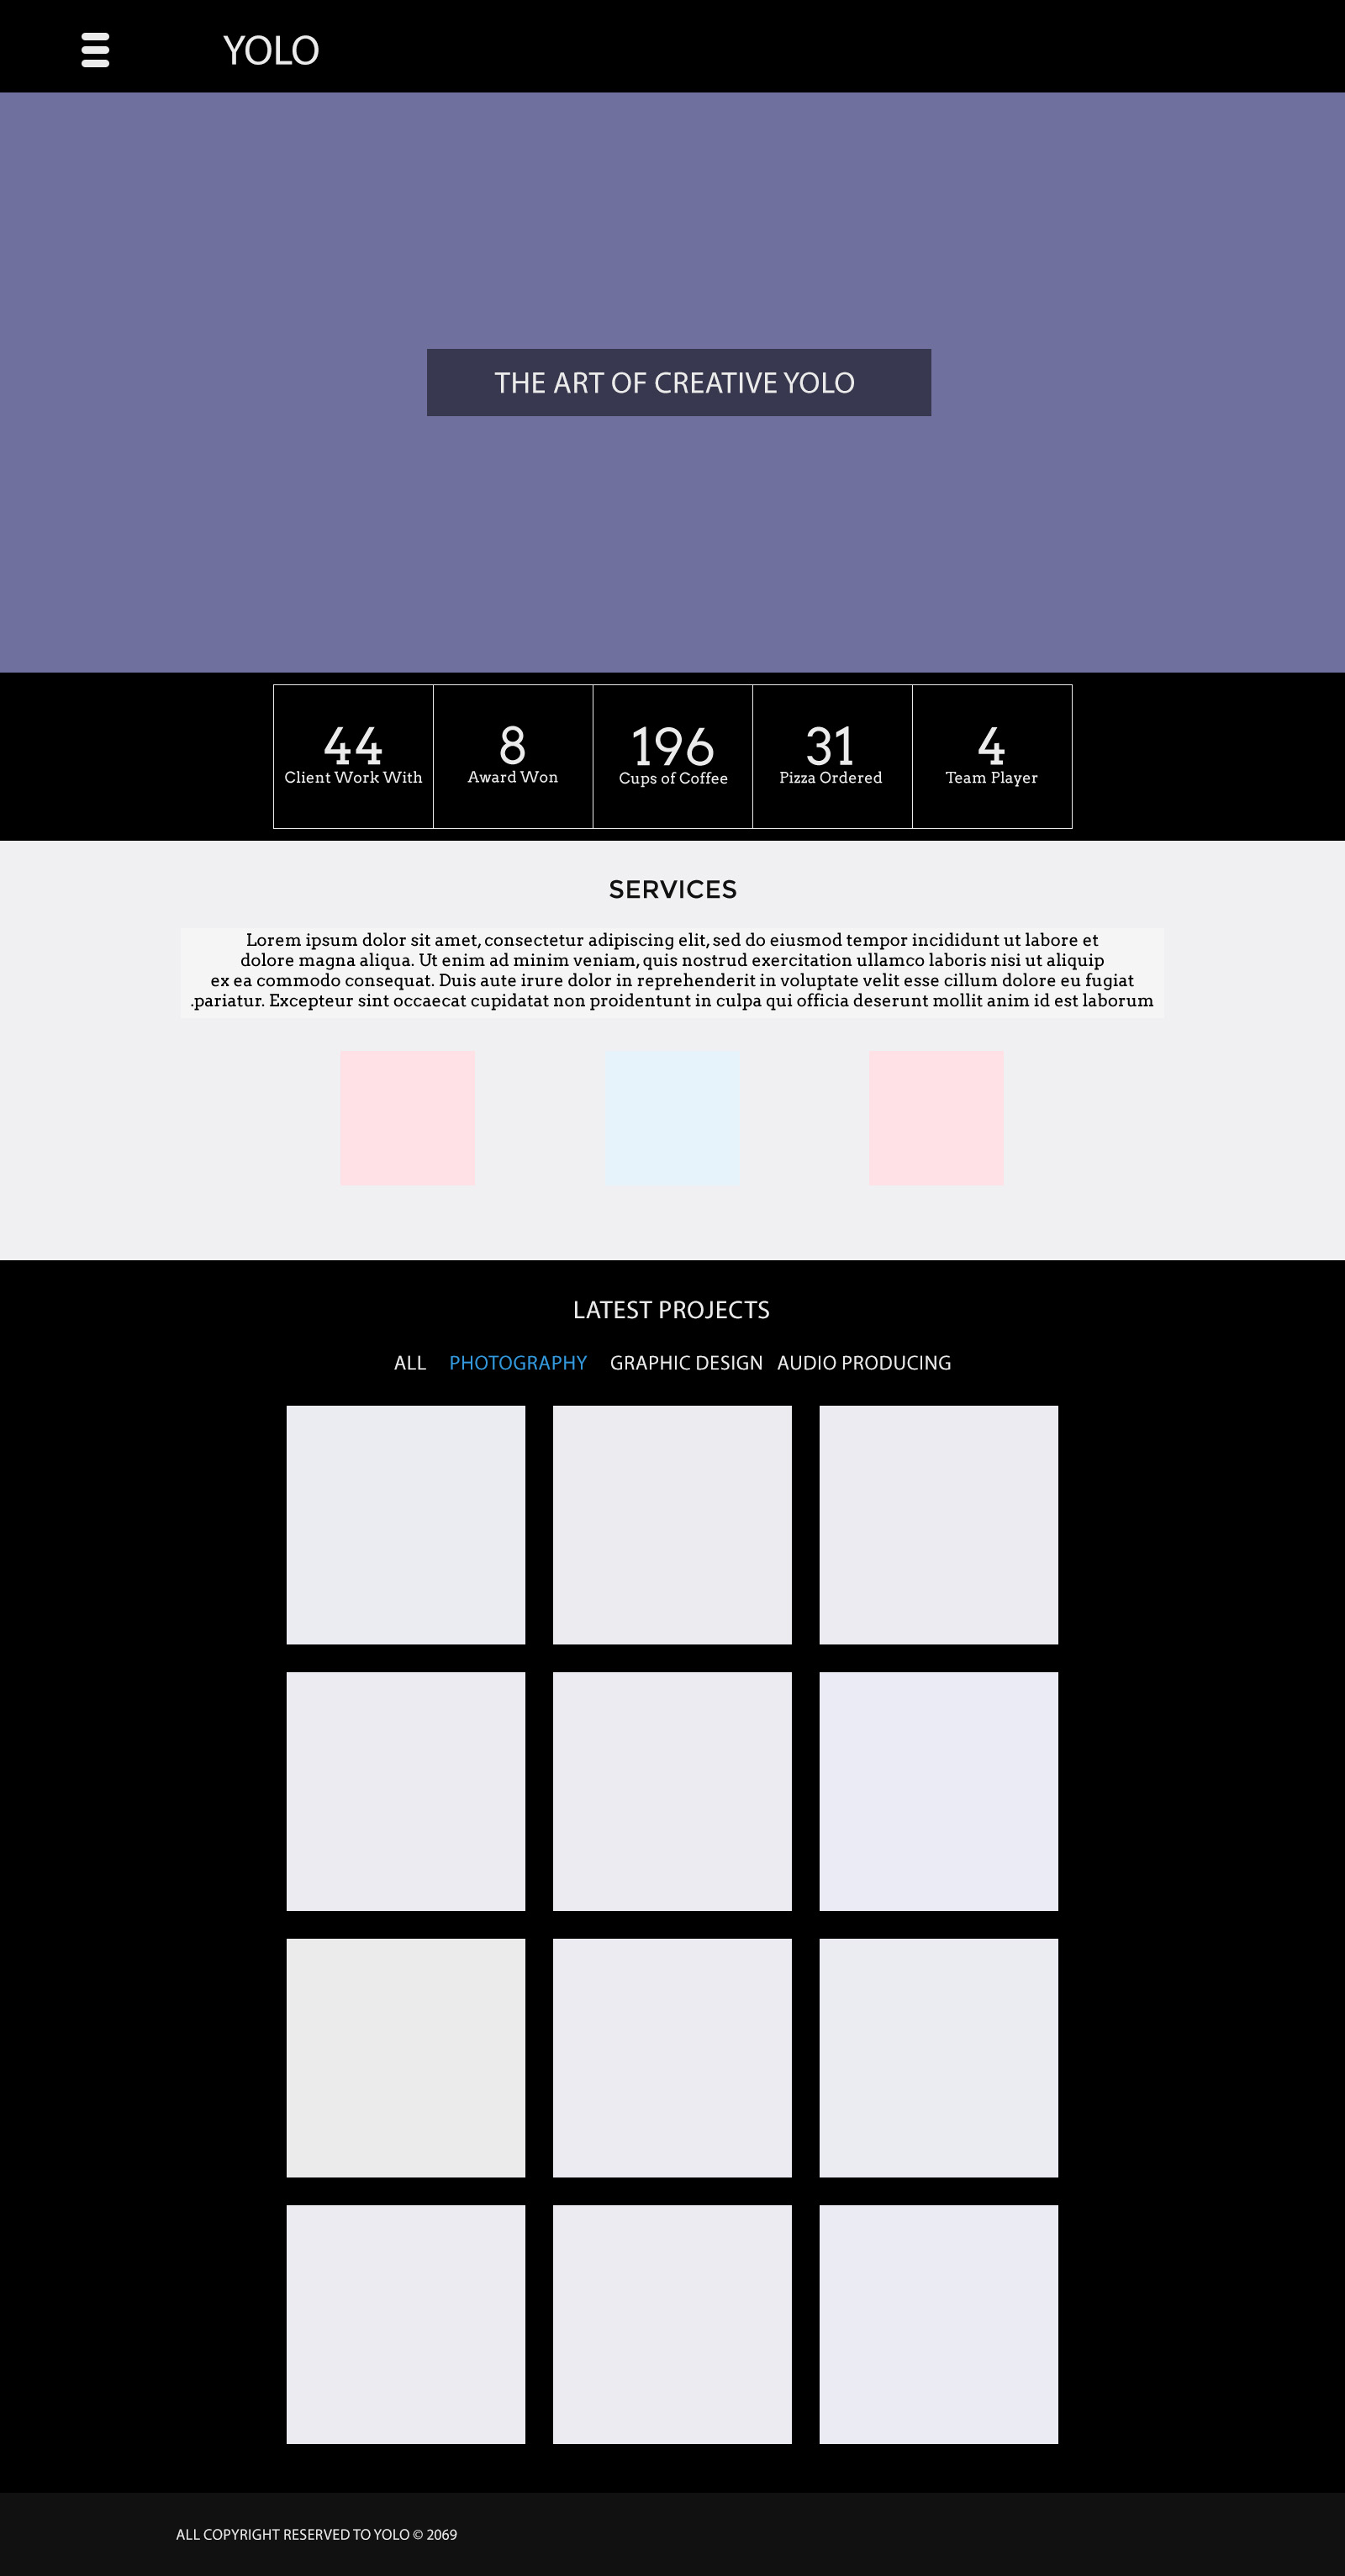 YOLO
THE ART OF CREATIVE YOLO
44
Client Work With
8
Award Won
196
Cups of Coffee
31
Pizza Ordered
4
Team Player
SERVICES
Lorem ipsum dolor sit amet, consectetur adipiscing elit, sed do eiusmod tempor incididunt ut labore et
dolore magna aliqua. Ut enim ad minim veniam, quis nostrud exercitation ullamco laboris nisi ut aliquip
ex ea commodo consequat. Duis aute irure dolor in reprehenderit in voluptate velit esse cillum dolore eu fugiat
.pariatur. Excepteur sint occaecat cupidatat non proidentunt in culpa qui officia deserunt mollit anim id est laborum
LATEST PROJECTS
ALL PHOTOGRAPHY GRAPHIC DESIGN AUDIO PRODUCING
ALL COPYRIGHT RESERVED TO YOLO © 2069